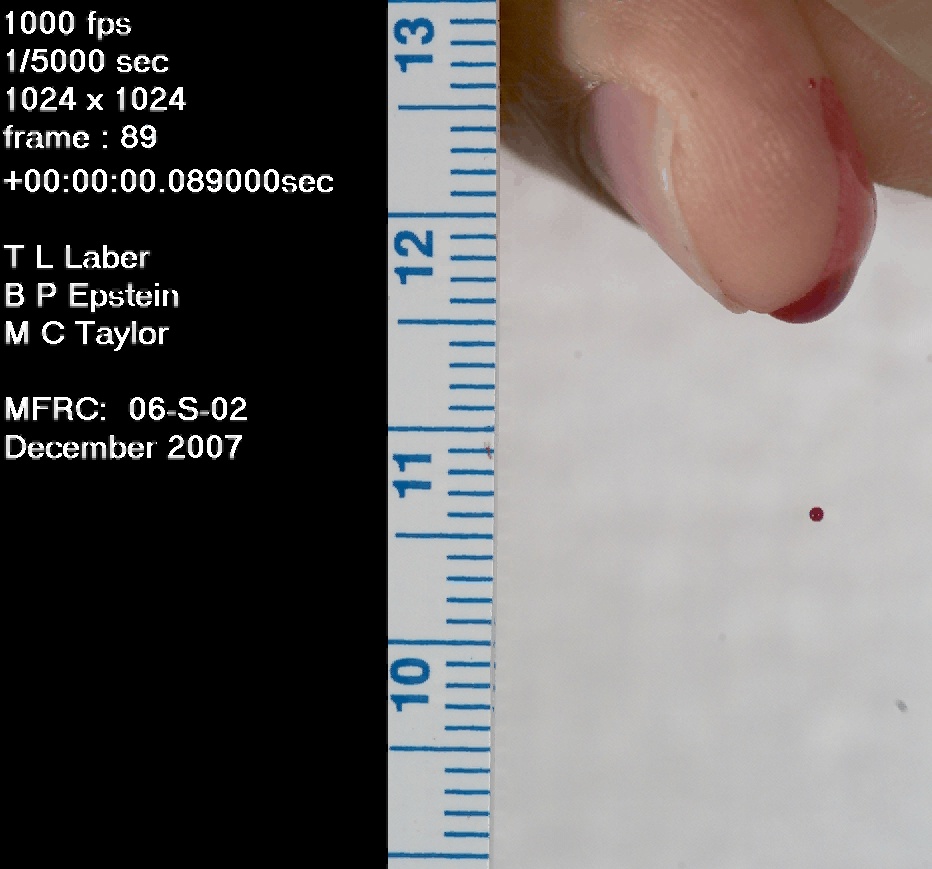 1000 fps
1/5000 sec
1024 x 1024
frame : 89
+00:00:00.089000sec
T L Laber
B P Epstein
M C Taylor
MFRC: 06-S-02
December 2007
13
12
11
10